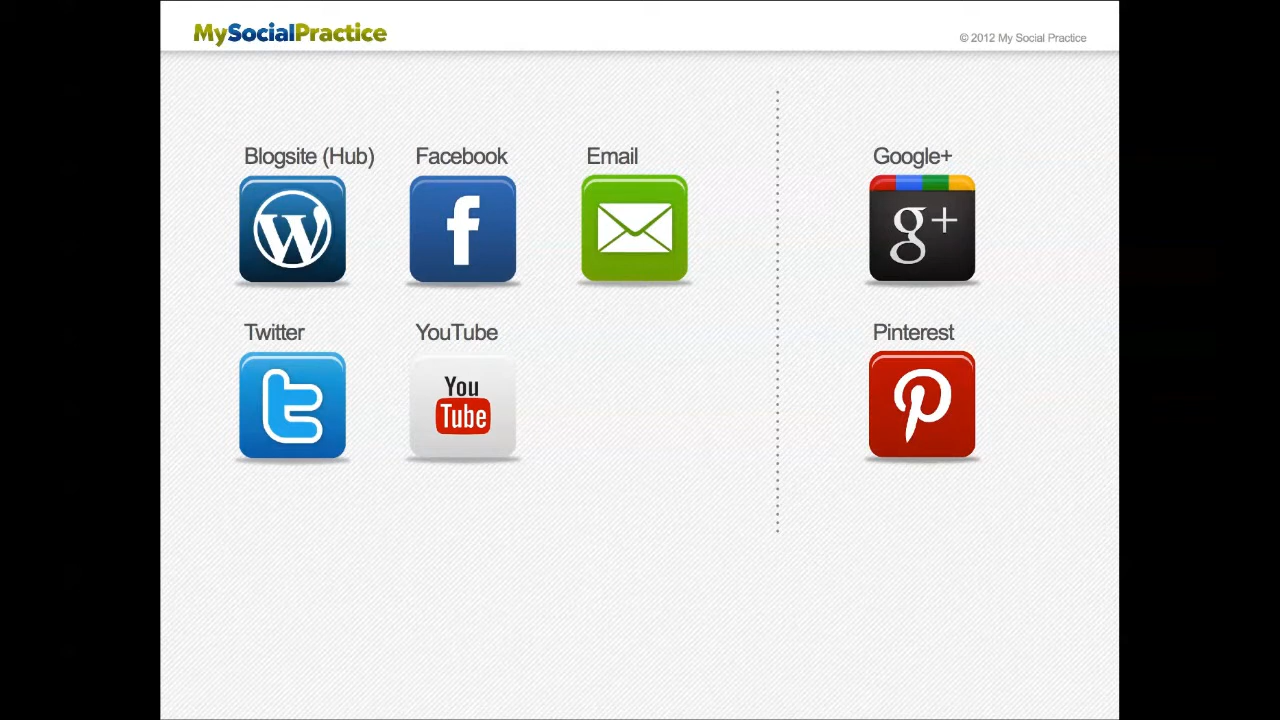 MySocialPractice
© 2012 My Social Practice
Blogsite (Hub)
Facebook
Email
Google+
W
f
g+
Twitter
YouTube
Pinterest
t
You
Tube
P